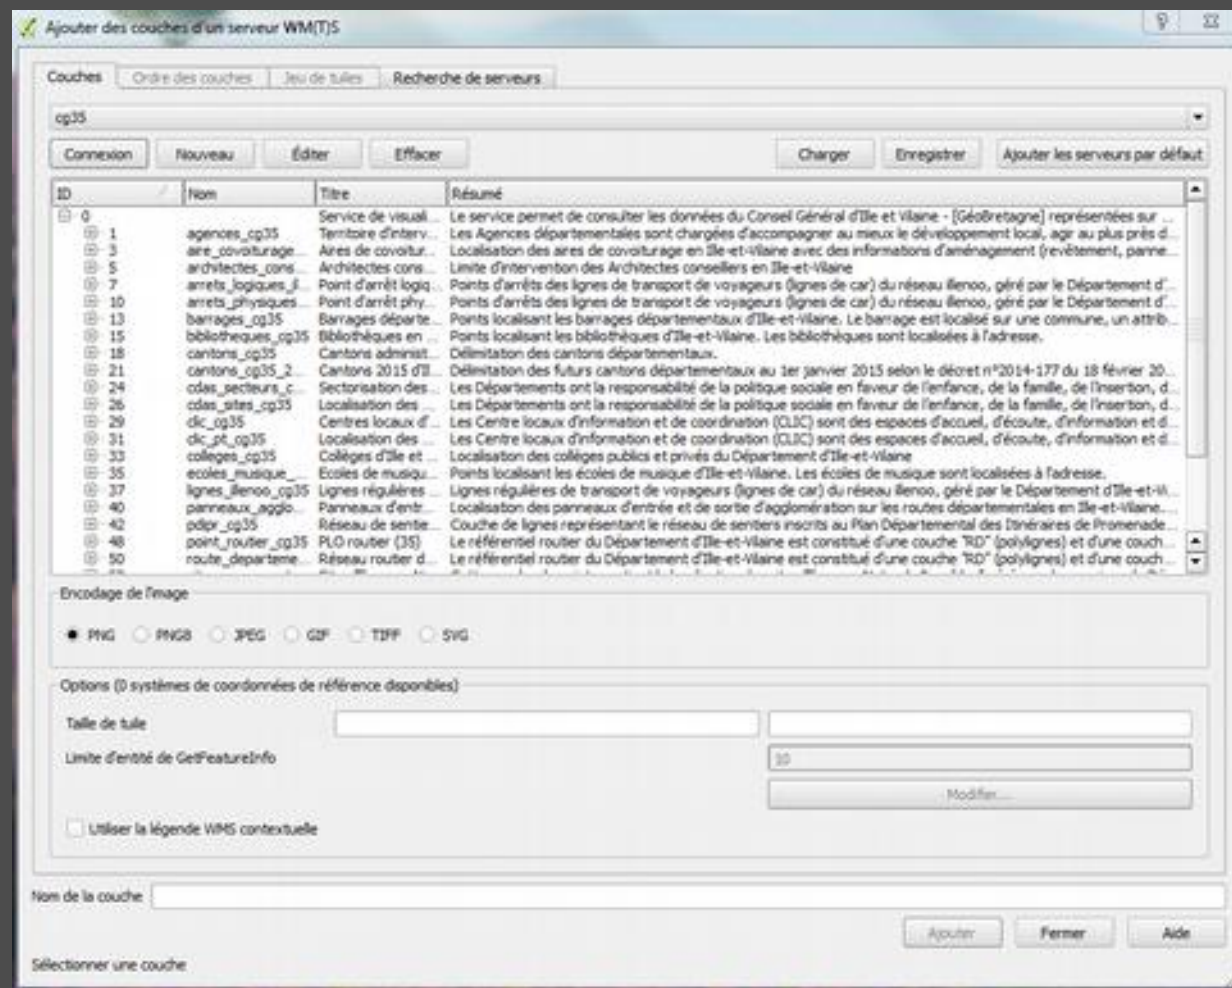 Ajouter des couches d'un serveur WM(T)S
Couches Ordre des couches Jeu de tuiles Recherche de serveurs
cg35
Connexion Nouveau Éditer Effacer Charger Enregistrer Ajouter les serveurs par défaut
ID Nom Titre Résumé
0 Service de visuali... Le service permet de consulter les données du Conseil Général d'Ille et Vilaine - [GéoBretagne] représentées sur ...
1 agences_cg35 Territoire d'interv... Les Agences départementales sont chargées d'accompagner au mieux le développement local, agir au plus près d...
3 aire_covoiturage... Aires de covoitur... Localisation des aires de covoiturage en Ille-et-Vilaine avec des informations d'aménagement (revêtement, panne...
5 architectes_cons... Architectes cons... Limite d'intervention des Architectes conseillers en Ille-et-Vilaine
7 arrets_logiques_il... Point d'arrêt logiq... Points d'arrêts des lignes de transport de voyageurs (lignes de car) du réseau illenoo, géré par le Département d'...
10 arrets_physiques... Point d'arrêt phy... Points d'arrêts des lignes de transport de voyageurs (lignes de car) du réseau illenoo, géré par le Département d'...
13 barrages_cg35 Barrages départe... Points localisant les barrages départementaux d'Ille-et-Vilaine. Le barrage est localisé sur une commune, un attrib...
15 bibliotheques_cg35 Bibliothèques en ... Points localisant les bibliothèques d'Ille-et-Vilaine. Les bibliothèques sont localisées à l'adresse.
18 cantons_cg35 Cantons administ... Délimitation des cantons départementaux.
21 cantons_cg35_2... Cantons 2015 d'Il... Délimitation des futurs cantons départementaux au 1er janvier 2015 selon le décret n°2014-177 du 18 février 20...
24 cdas_secteurs_c... Sectorisation des... Les Départements ont la responsabilité de la politique sociale en faveur de l'enfance, de la famille, de l'insertion, d...
26 cdas_sites_cg35 Localisation des ... Les Départements ont la responsabilité de la politique sociale en faveur de l'enfance, de la famille, de l'insertion, d...
29 clic_cg35 Centres locaux d'... Les Centre locaux d'information et de coordination (CLIC) sont des espaces d'accueil, d'écoute, d'information et d...
31 clic_pt_cg35 Localisation des ... Les Centre locaux d'information et de coordination (CLIC) sont des espaces d'accueil, d'écoute, d'information et d...
33 colleges_cg35 Collèges d'Ille et ... Localisation des collèges publics et privés du Département d'Ille-et-Vilaine
35 ecoles_musique_... Ecoles de musiqu... Points localisant les écoles de musique d'Ille-et-Vilaine. Les écoles de musique sont localisées à l'adresse.
37 lignes_illenoo_cg35 Lignes régulières ... Lignes régulières de transport de voyageurs (lignes de car) du réseau illenoo, géré par le Département d'Ille-et-Vi...
40 panneaux_agglo... Panneaux d'entr... Localisation des panneaux d'entrée et de sortie d'agglomération sur les routes départementales en Ille-et-Vilaine...
42 pdipr_cg35 Réseau de sentie... Couche de lignes représentant le réseau de sentiers inscrits au Plan Départemental des Itinéraires de Promenade...
48 point_routier_cg35 PLO routier (35) Le référentiel routier du Département d'Ille-et-Vilaine est constitué d'une couche "RD" (polylignes) et d'une couch...
50 route_departeme... Réseau routier d... Le référentiel routier du Département d'Ille-et-Vilaine est constitué d'une couche "RD" (polylignes) et d'une couch...
Encodage de l'image
PNG PNG8 JPEG GIF TIFF SVG
Options (0 systèmes de coordonnées de référence disponibles)
Taille de tuile
Limite d'entité de GetFeatureInfo 10
Modifier...
Utiliser la légende WMS contextuelle
Nom de la couche
Ajouter Fermer Aide
Sélectionner une couche